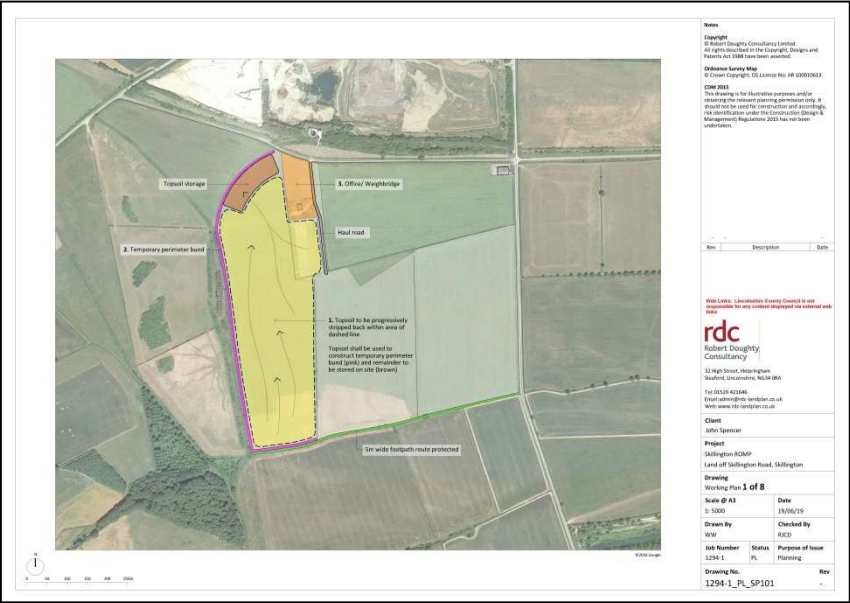 Topsoil storage
3. Office/ Weighbridge
Haul road
2. Temporary perimeter bund
1. Topsoil to be progressively
stripped back within area of
dashed line
Topsoil shall be used to
construct temporary perimeter
bund (pink) and remainder to
be stored on site (brown)
5m wide footpath route protected
©2018 Google
N
0 50 100 150 200 250m
Notes
Copyright
© Robert Doughty Consultancy Limited
All rights described in the Copyright, Designs and
Patents Act 1988 have been asserted.
Ordnance Survey Map
© Crown Copyright, OS Licence No: AR 100010613.
CDM 2015
This drawing is for illustrative purposes and/or
obtaining the relevant planning permission only. It
should not be used for construction and accordingly,
risk identification under the Construction (Design &
Management) Regulations 2015 has not been
undertaken.
Rev Description Date
Web Links: Lincolnshire County Council is not
responsible for any content displayed via external web
links
rdc
Robert Doughty
Consultancy
32 High Street, Helpringham
Sleaford, Lincolnshire, NG34 0RA
Tel: 01529 421646
Email: admin@rdc-landplan.co.uk
Web: www.rdc-landplan.co.uk
Client
John Spencer
Project
Skillington ROMP
Land off Skillington Road, Skillington
Drawing
Working Plan 1 of 8
Scale @ A3 Date
1: 5000 19/06/19
Drawn By Checked By
WW RJCD
Job Number Status Purpose of Issue
1294-1 PL Planning
Drawing No. Rev
1294-1_PL_SP101 -